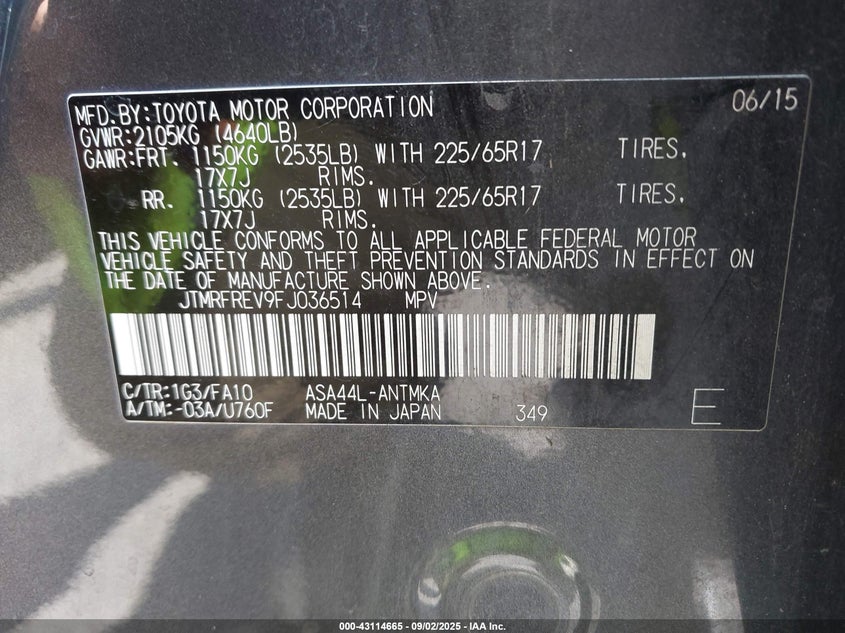 MFD.BY:TOYOTA MOTOR CORPORATION 06/15
GVWR:2105KG (4640LB)
GAWR:FRT. 1150KG (2535LB) WITH 225/65R17 TIRES.
17X7J RIMS.
RR. 1150KG (2535LB) WITH 225/65R17 TIRES.
17X7J RIMS.
THIS VEHICLE CONFORMS TO ALL APPLICABLE FEDERAL MOTOR
VEHICLE SAFETY AND THEFT PREVENTION STANDARDS IN EFFECT ON
THE DATE OF MANUFACTURE SHOWN ABOVE.
JTMRFREV9FJ036514 MPV
C/TR:1G3/FA10 ASA44L-ANTMKA
A/TM:-03A/U760F MADE IN JAPAN 349 E
000-43114665 - 09/02/2025 - IAA Inc.